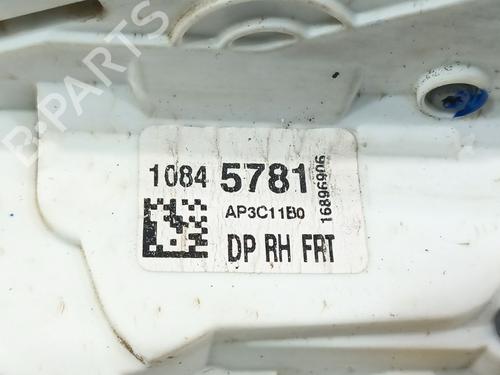 B-PARTS
1084 5781
AP3C11B0
16896906
DP RH FRT